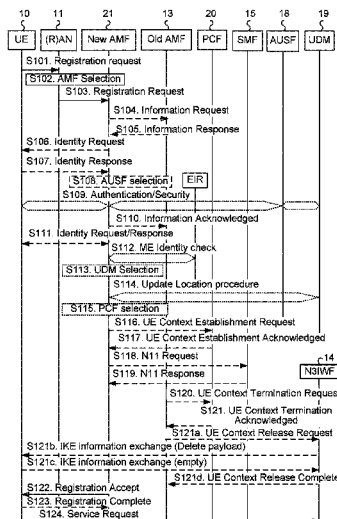 10 11 21 13 20 15 18 19
UE (R)AN New AMF Old AMF PCF SMF AUSF UDM
S101. Registration request
S102. AMF Selection
S103. Registration Request
S104. Information Request
S105. Information Response
S106. Identity Request
S107. Identity Response
S108. AUSF selection
EIR
S109. Authentication/Security
S110. Information Acknowledged
S111. Identity Request/Response
S112. ME Identity check
S113. UDM Selection
S114. Update Location procedure
S115. PCF selection
S116. UE Context Establishment Request
S117. UE Context Establishment Acknowledged
S118. N11 Request
14
S119. N11 Response
N3IWF
S120. UE Context Termination Request
S121. UE Context Termination
Acknowledged
S121a. UE Context Release Request
S121b. IKE information exchange (Delete payload)
S121c. IKE information exchange (empty)
S121d. UE Context Release Complete
S122. Registration Accept
S123. Registration Complete
S124. Service Request